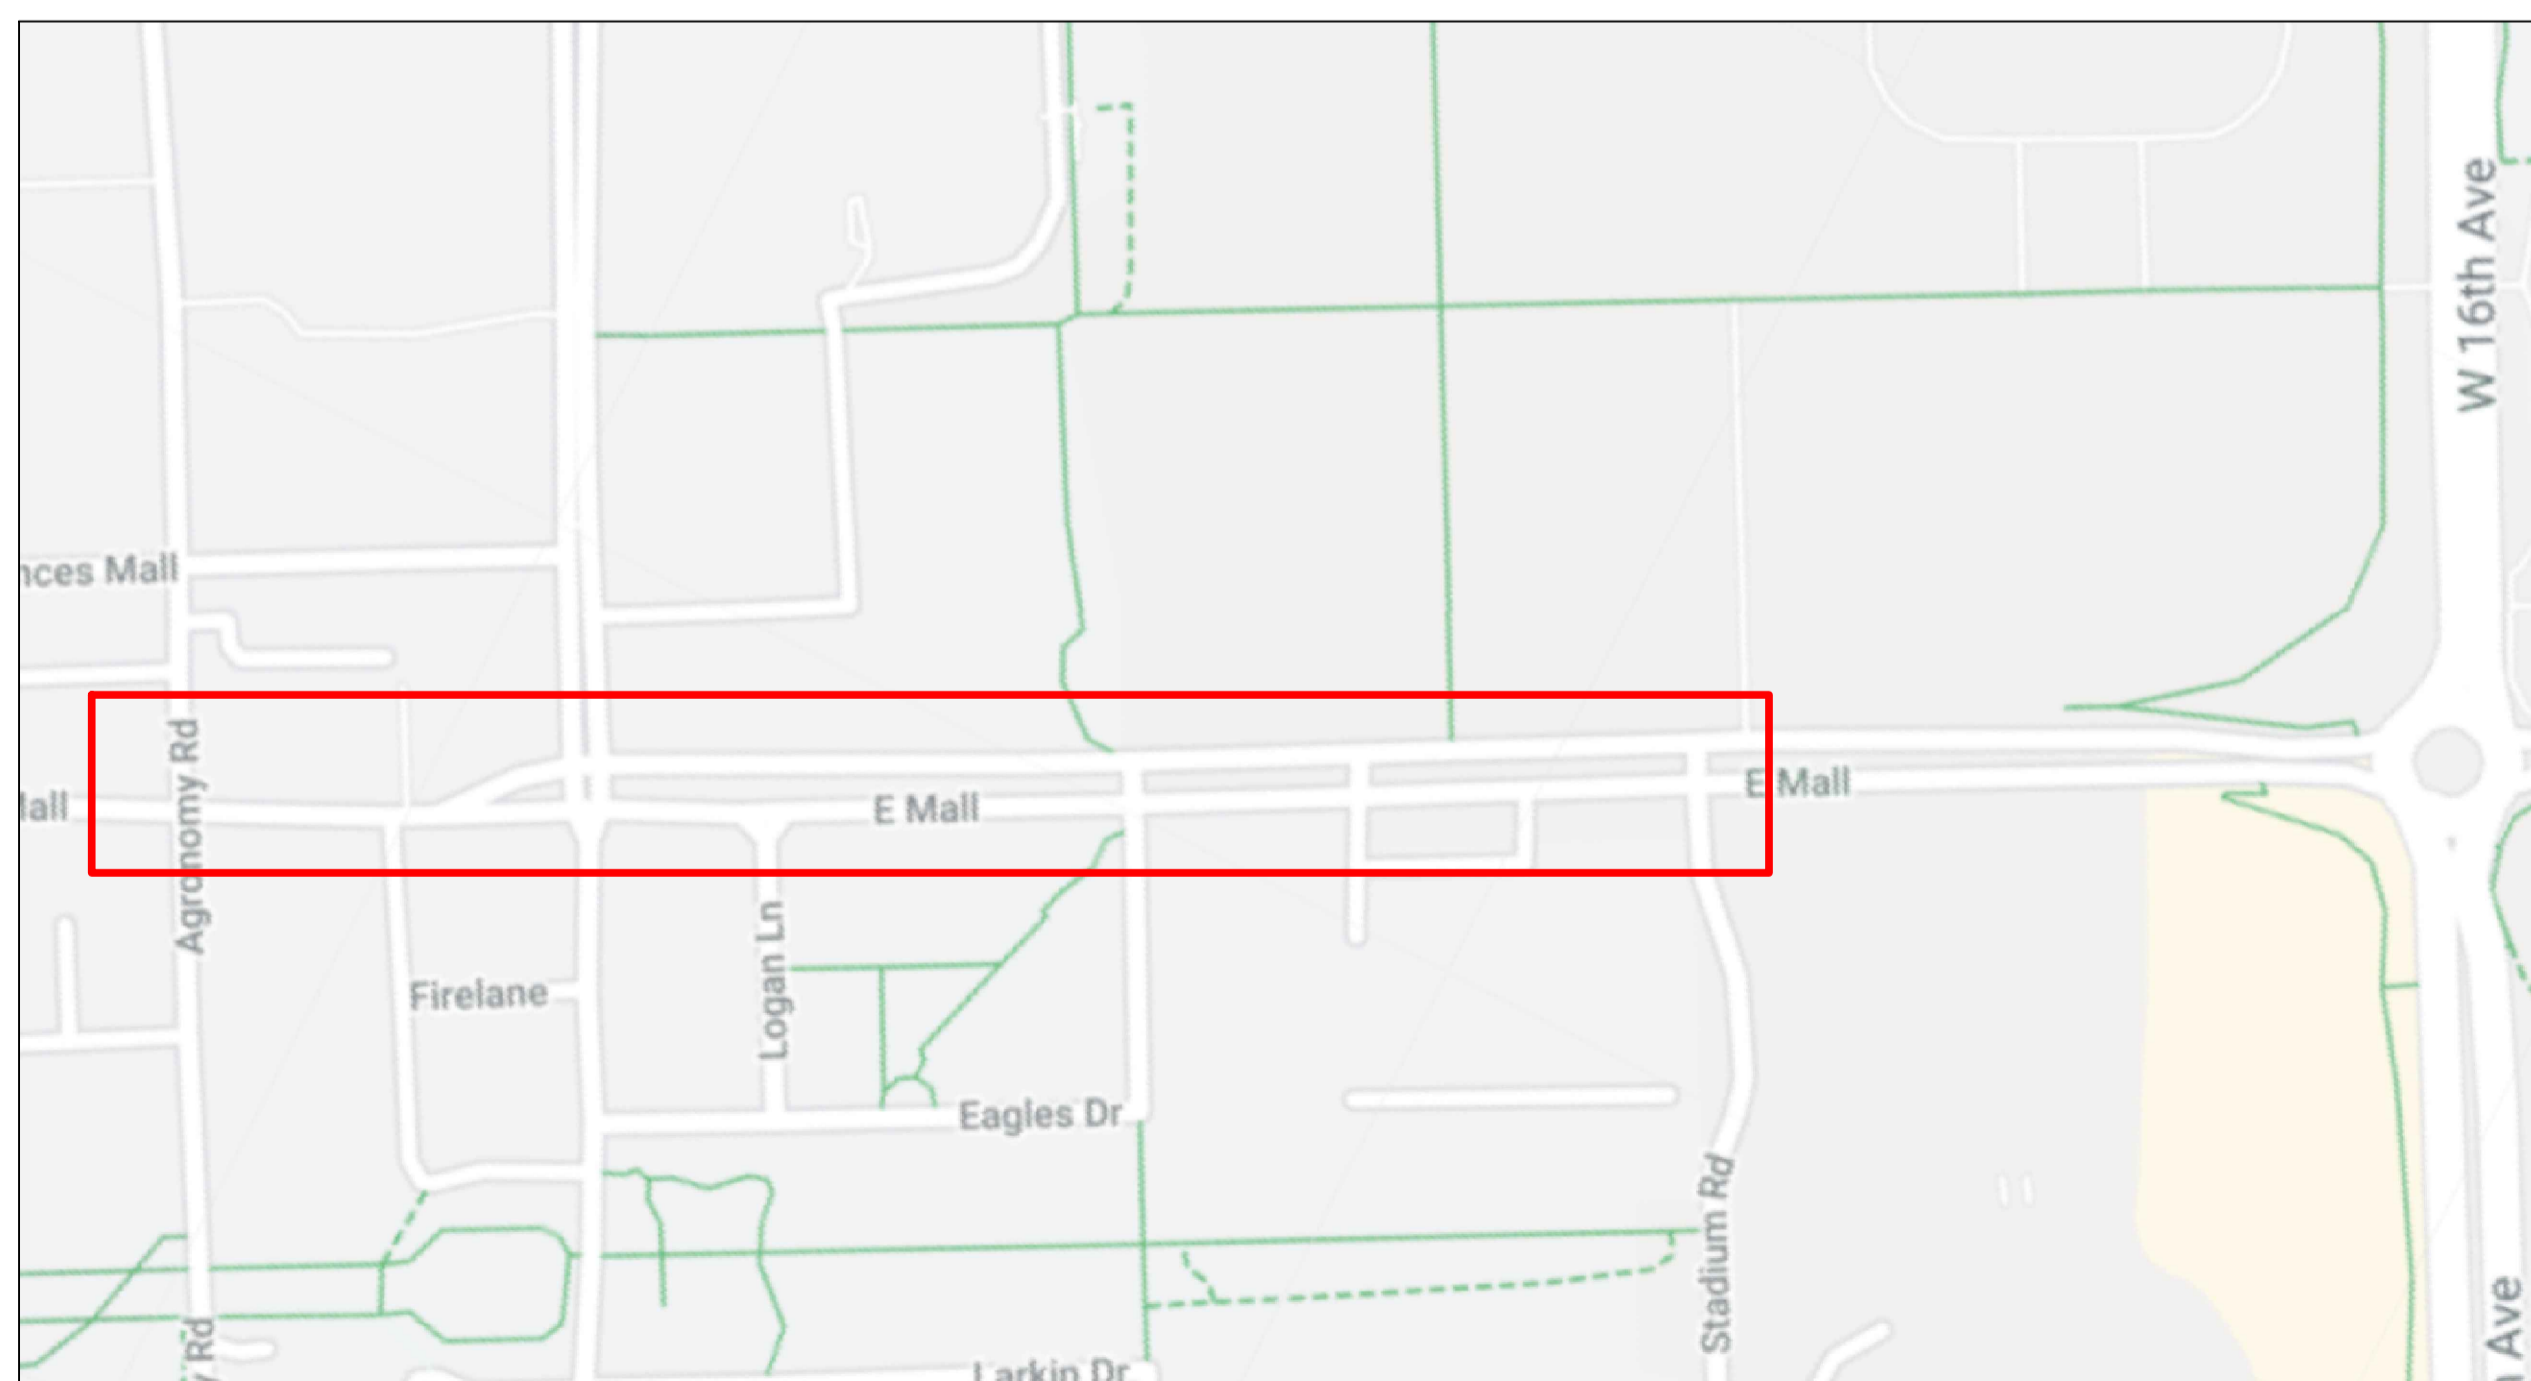 W 16th Ave
nces Mall
Agronomy Rd
E Mall
E Mall
Logan Ln
Firelane
Eagles Dr
Stadium Rd
Rd
Ave
Larkin Dr